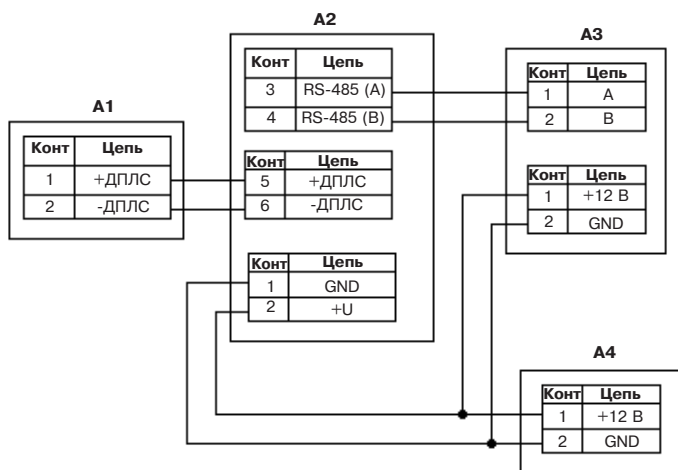 A1
Конт Цепь
1 +ДПЛС
2 -ДПЛС
A2
Конт Цепь
3 RS-485 (A)
4 RS-485 (B)
Конт Цепь
5 +ДПЛС
6 -ДПЛС
Конт Цепь
1 GND
2 +U
A3
Конт Цепь
1 A
2 B
Конт Цепь
1 +12 В
2 GND
A4
Конт Цепь
1 +12 В
2 GND